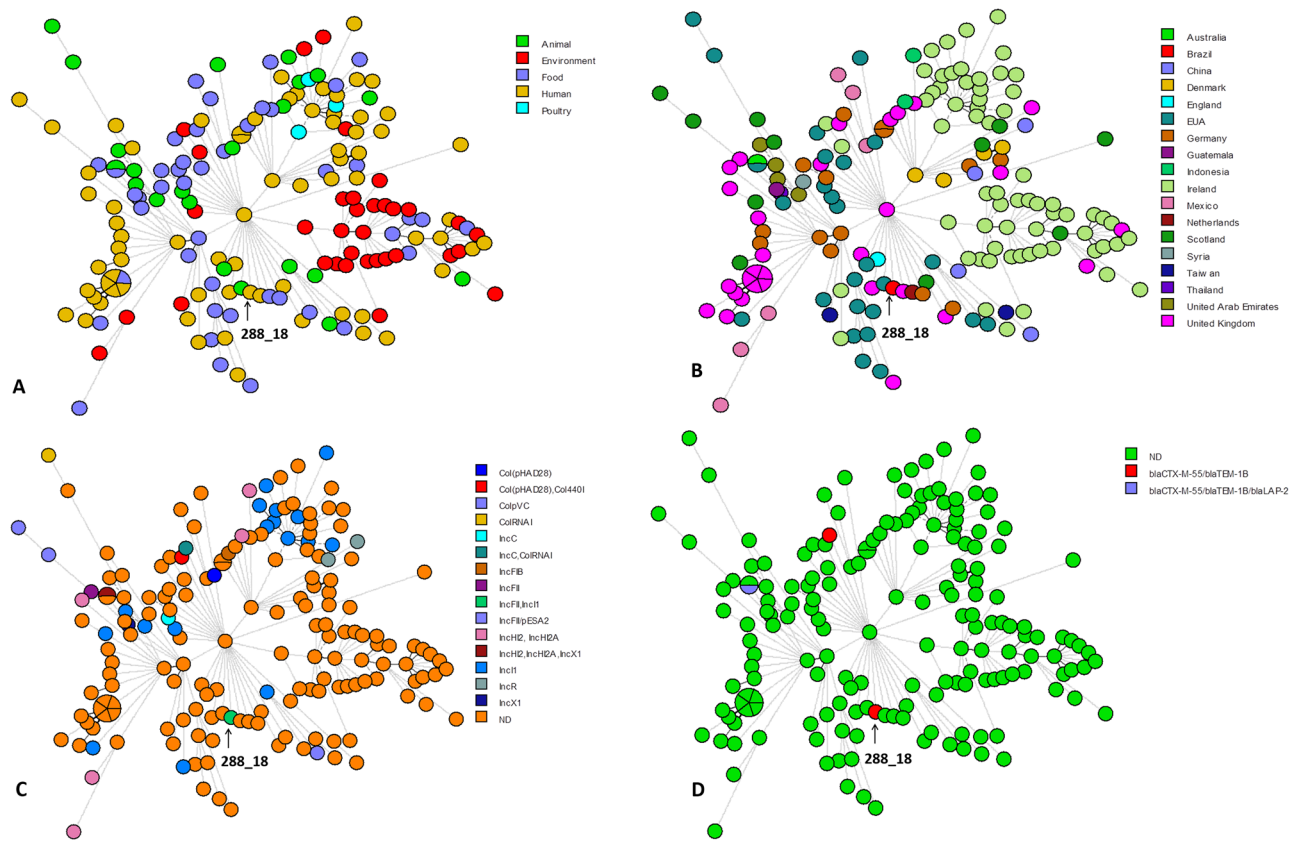 A
Animal
Environment
Food
Human
Poultry
288_18
B
Australia
Brazil
China
Denmark
England
EUA
Germany
Guatemala
Indonesia
Ireland
Mexico
Netherlands
Scotland
Syria
Taiwan
Thailand
United Arab Emirates
United Kingdom
288_18
C
Col(pHAD28)
Col(pHAD28),Col440I
ColpVC
ColRNAI
IncC
IncC,ColRNAI
IncFIB
IncFII
IncFII,IncI1
IncFII/pESA2
IncHI2, IncHI2A
IncHI2,IncHI2A,IncX1
IncI1
IncR
IncX1
ND
288_18
D
ND
blaCTX-M-55/blaTEM-1B
blaCTX-M-55/blaTEM-1B/blaLAP-2
288_18